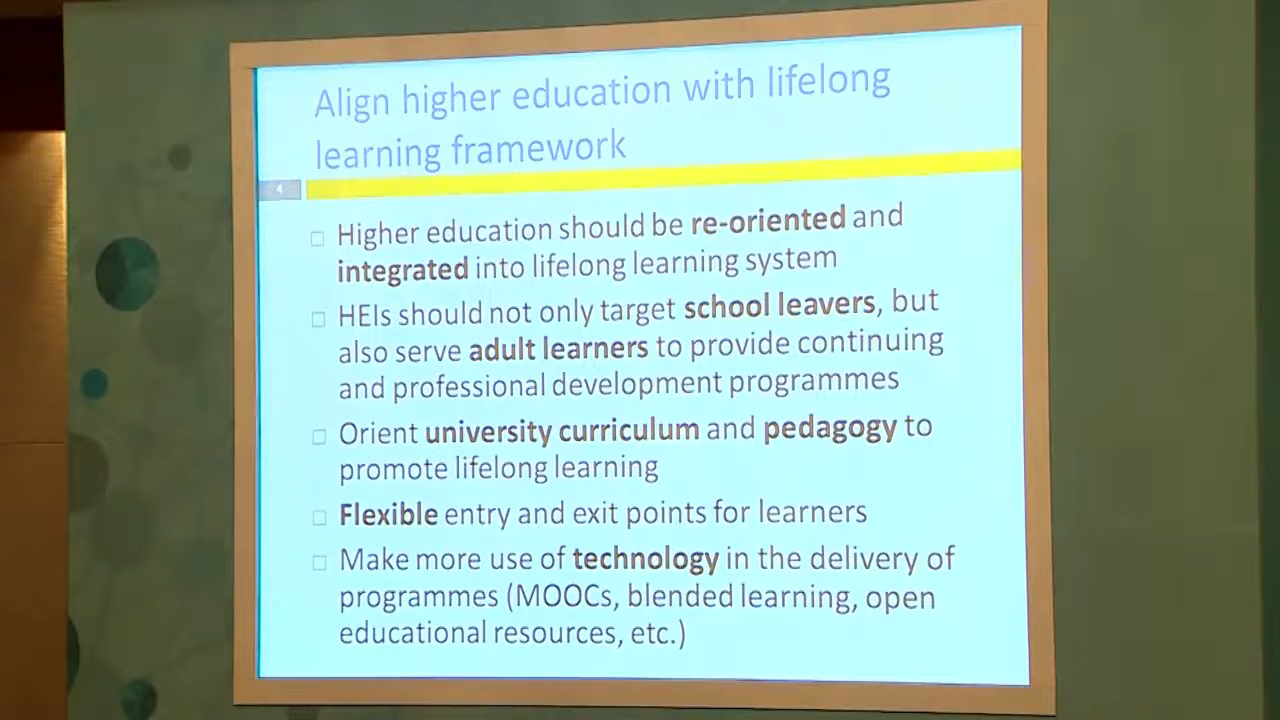 Align higher education with lifelong
learning framework
4
Higher education should be re-oriented and
integrated into lifelong learning system
HEIs should not only target school leavers, but
also serve adult learners to provide continuing
and professional development programmes
Orient university curriculum and pedagogy to
promote lifelong learning
Flexible entry and exit points for learners
Make more use of technology in the delivery of
programmes (MOOCs, blended learning, open
educational resources, etc.)